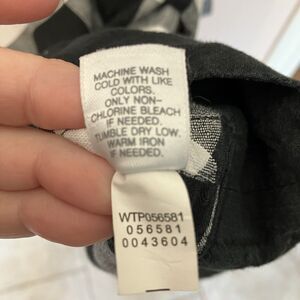 MACHINE WASH
COLD WITH LIKE
COLORS.
ONLY NON-
CHLORINE BLEACH
IF NEEDED.
TUMBLE DRY LOW.
WARM IRON
IF NEEDED.
WTP056581
056581
0043604